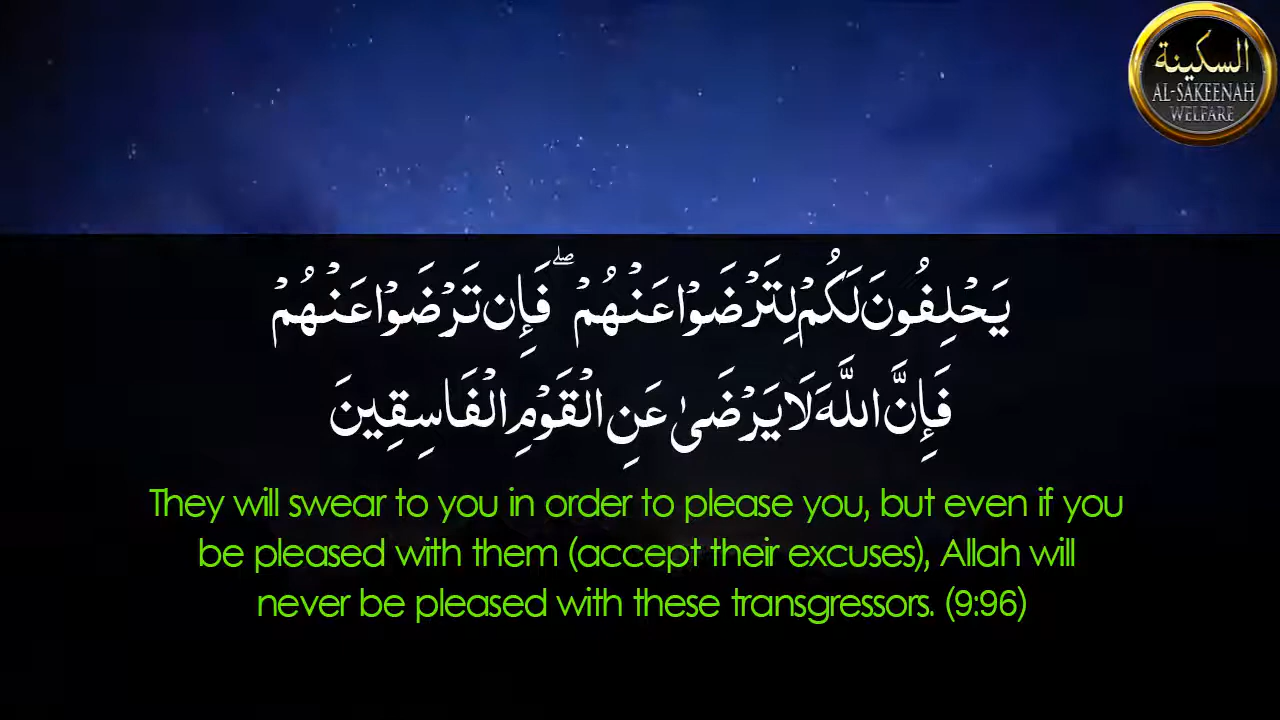 السكينة
AL-SAKEENAH
WELFARE
يَحْلِفُونَ لَكُمْ لِتَرْضَوْا عَنْهُمْ ۖ فَإِن تَرْضَوْا عَنْهُمْ
فَإِنَّ اللَّهَ لَا يَرْضَىٰ عَنِ الْقَوْمِ الْفَاسِقِينَ
They will swear to you in order to please you, but even if you
be pleased with them (accept their excuses), Allah will
never be pleased with these transgressors. (9:96)